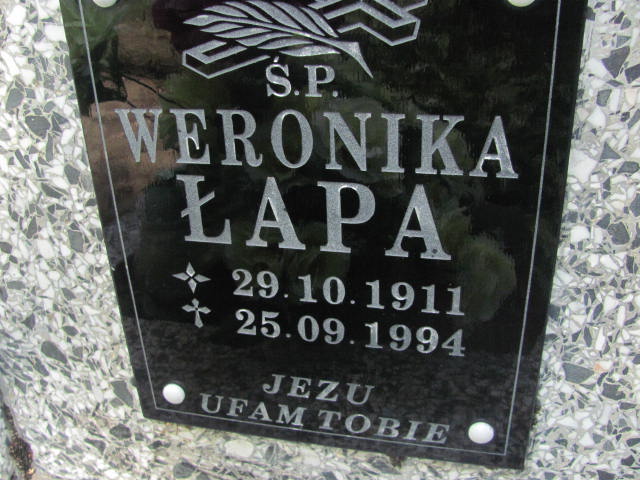 Ś.P.
WERONIKA
ŁAPA
29.10.1911
25.09.1994
JEZU
UFAM TOBIE